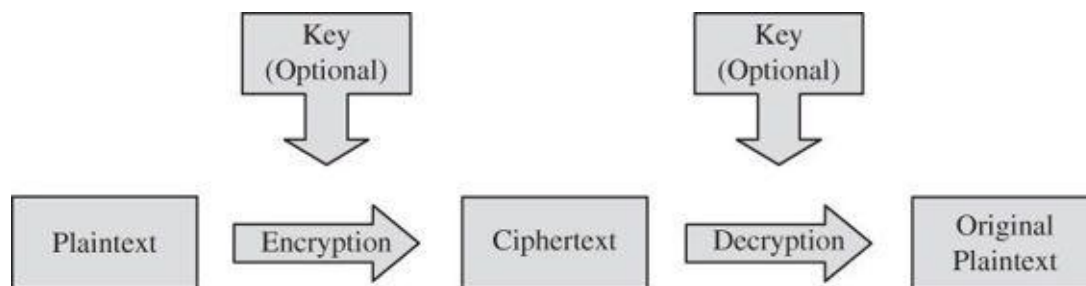 Key
(Optional)
Key
(Optional)
Plaintext
Encryption
Ciphertext
Decryption
Original
Plaintext